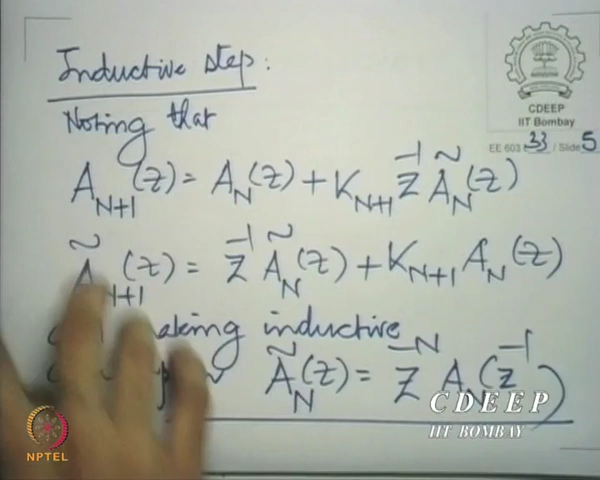 Inductive step:
CDEEP
IIT Bombay
EE 603 33 / Slide 5
Noting that
A_{N+1}(z) = A_N(z) + K_{N+1} z^{-1} Ã_N(z)
Ã_{N+1}(z) = z^{-1} Ã_N(z) + K_{N+1} A_N(z)
inductive
Ã_N(z) = z^{-N} A_N(z^{-1})
CDEEP
IIT BOMBAY
NPTEL